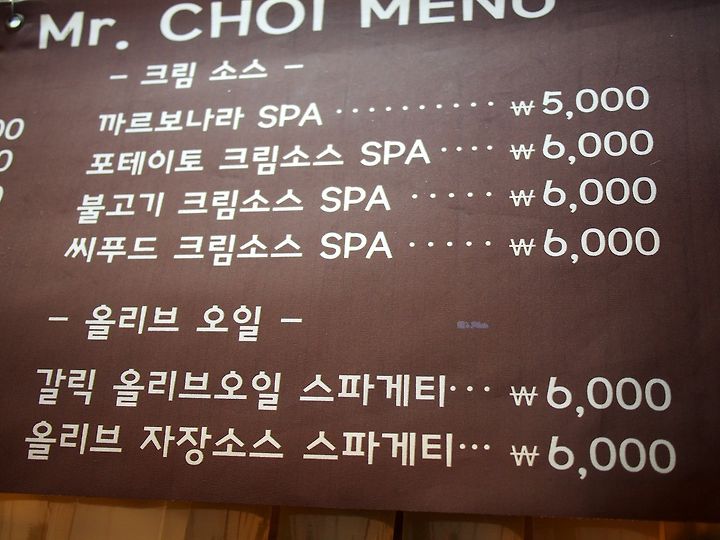 Mr. CHOI MENU
- 크림 소스 -
까르보나라 SPA ·········· ₩5,000
포테이토 크림소스 SPA ···· ₩6,000
불고기 크림소스 SPA ····· ₩6,000
씨푸드 크림소스 SPA ····· ₩6,000
- 올리브 오일 -
갈릭 올리브오일 스파게티··· ₩6,000
올리브 자장소스 스파게티··· ₩6,000